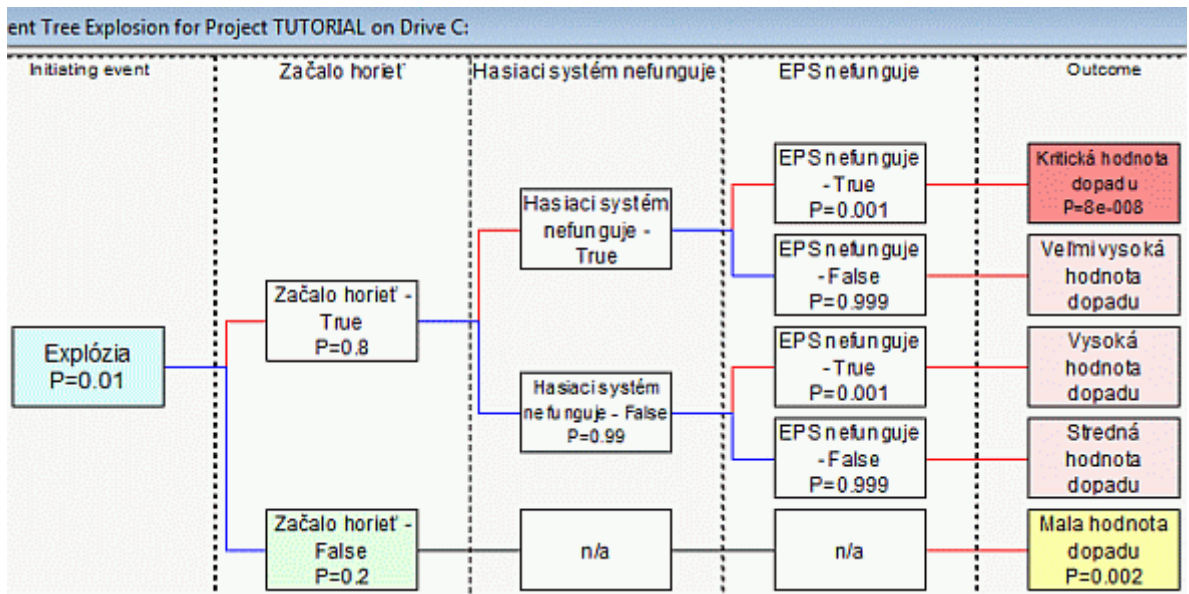 ent Tree Explosion for Project TUTORIAL on Drive C:
Initiating event
Začalo horieť
Hasiaci systém nefunguje
EPS nefunguje
Outcome
Explózia
P=0.01
Začalo horieť -
True
P=0.8
Začalo horieť -
False
P=0.2
Hasiaci systém
nefunguje -
True
Hasiaci systém
nefunguje - False
P=0.99
n/a
EPS nefunguje
- True
P=0.001
EPS nefunguje
- False
P=0.999
EPS nefunguje
- True
P=0.001
EPS nefunguje
- False
P=0.999
n/a
Kritická hodnota
dopadu
P=8e-008
Veľmi vysoká
hodnota
dopadu
Vysoká
hodnota
dopadu
Stredná
hodnota
dopadu
Mala hodnota
dopadu
P=0.002